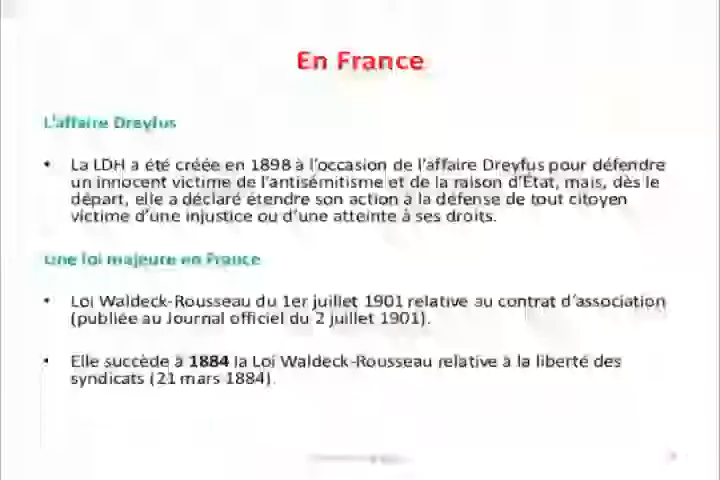 En France
L'affaire Dreyfus
• La LDH a été créée en 1898 à l'occasion de l'affaire Dreyfus pour défendre
un innocent victime de l'antisémitisme et de la raison d'État, mais, dès le
départ, elle a déclaré étendre son action à la défense de tout citoyen
victime d'une injustice ou d'une atteinte à ses droits.
Une loi majeure en France
• Loi Waldeck-Rousseau du 1er juillet 1901 relative au contrat d'association
(publiée au Journal officiel du 2 juillet 1901).
• Elle succède à 1884 la Loi Waldeck-Rousseau relative à la liberté des
syndicats (21 mars 1884).